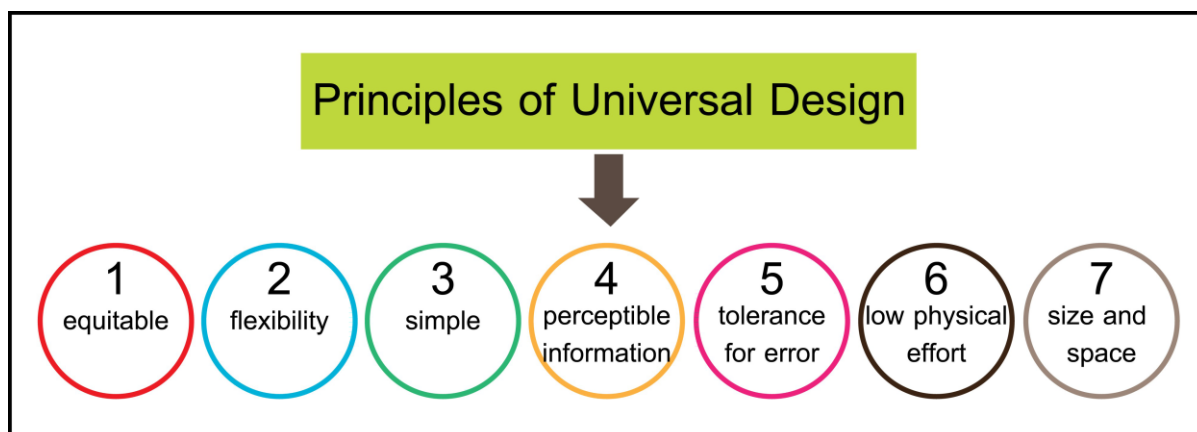 Principles of Universal Design
1
equitable
2
flexibility
3
simple
4
perceptible
information
5
tolerance
for error
6
low physical
effort
7
size and
space